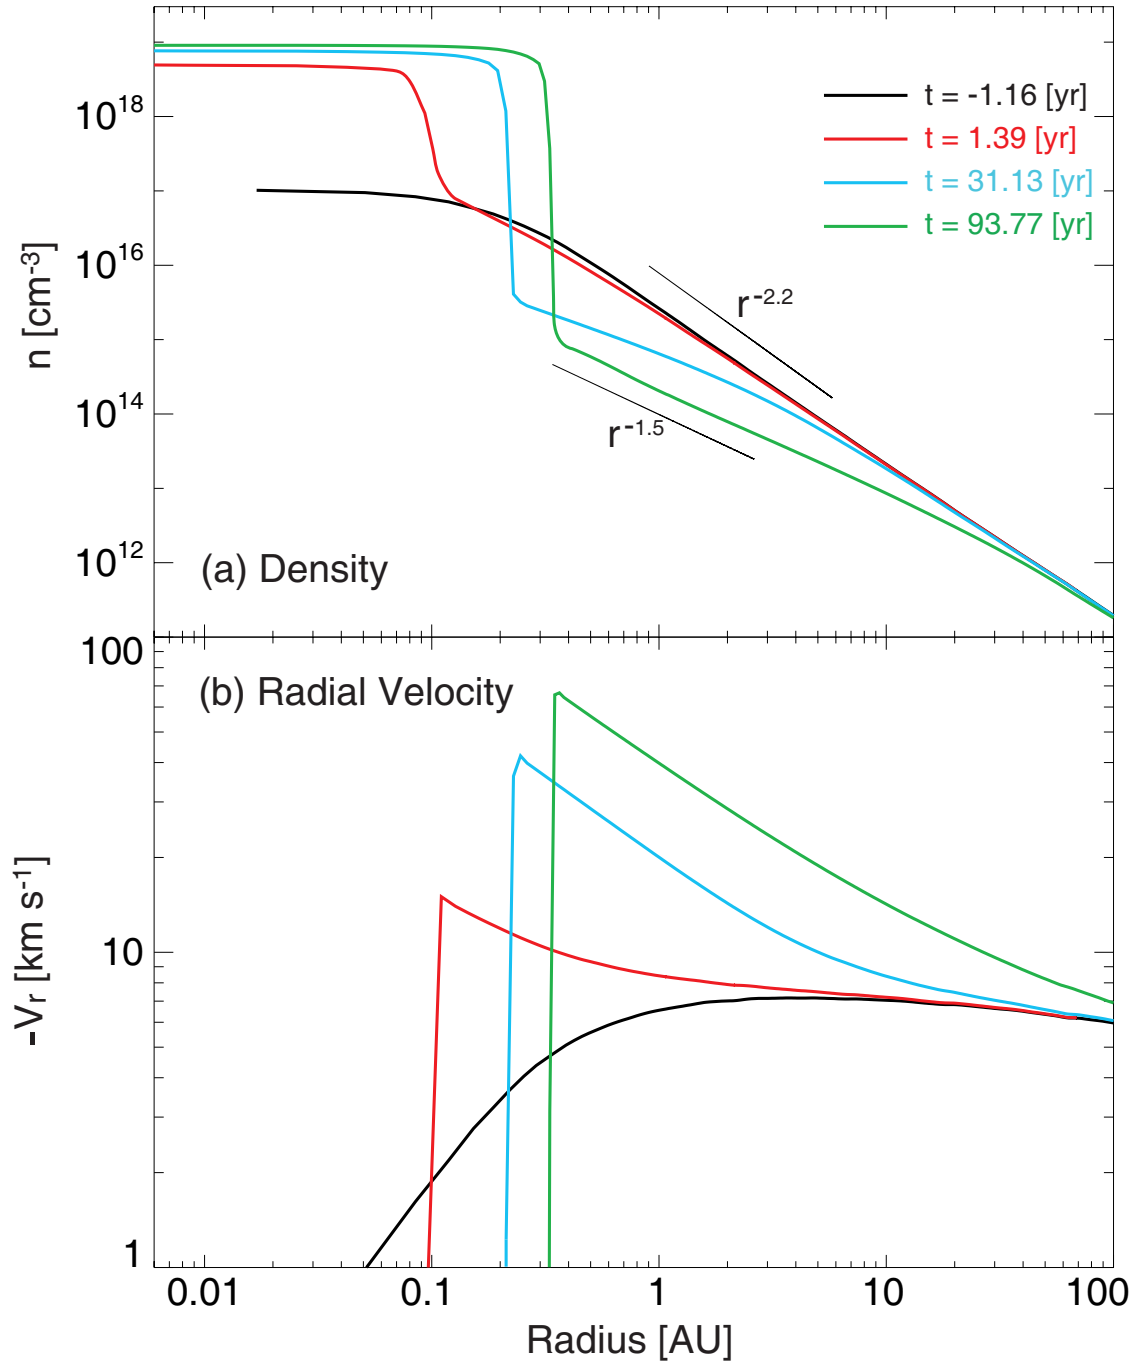 10^18
10^16
10^14
10^12
n [cm^-3]
t = -1.16 [yr]
t = 1.39 [yr]
t = 31.13 [yr]
t = 93.77 [yr]
r^-2.2
r^-1.5
(a) Density
100
10
1
-V_r [km s^-1]
(b) Radial Velocity
0.01 0.1 1 10 100
Radius [AU]